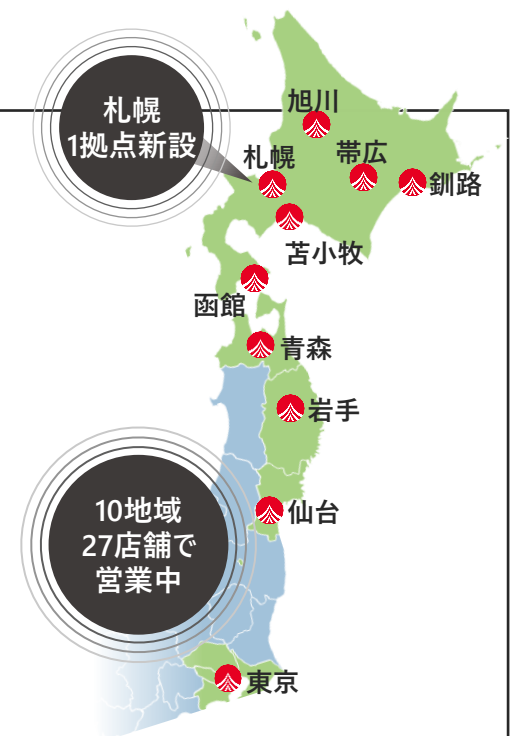 札幌
1拠点新設
旭川
札幌
帯広
釧路
苫小牧
函館
青森
岩手
仙台
10地域
27店舗で
営業中
東京